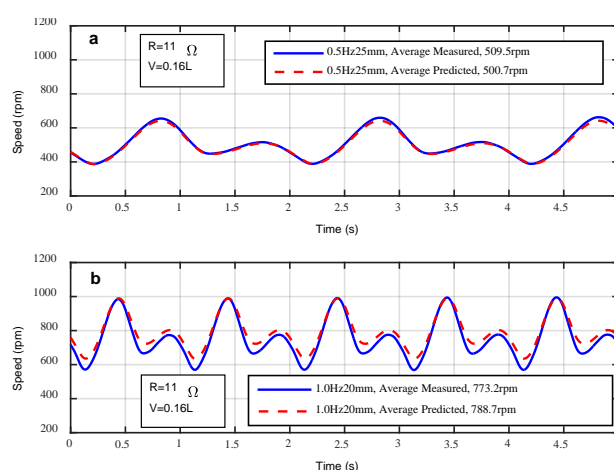 1200
1000
800
600
400
200
Speed (rpm)
a
R=11 Ω
V=0.16L
0.5Hz25mm, Average Measured, 509.5rpm
0.5Hz25mm, Average Predicted, 500.7rpm
0 0.5 1 1.5 2 2.5 3 3.5 4 4.5
Time (s)
1200
1000
800
600
400
200
Speed (rpm)
b
R=11 Ω
V=0.16L
1.0Hz20mm, Average Measured, 773.2rpm
1.0Hz20mm, Average Predicted, 788.7rpm
0 0.5 1 1.5 2 2.5 3 3.5 4 4.5
Time (s)